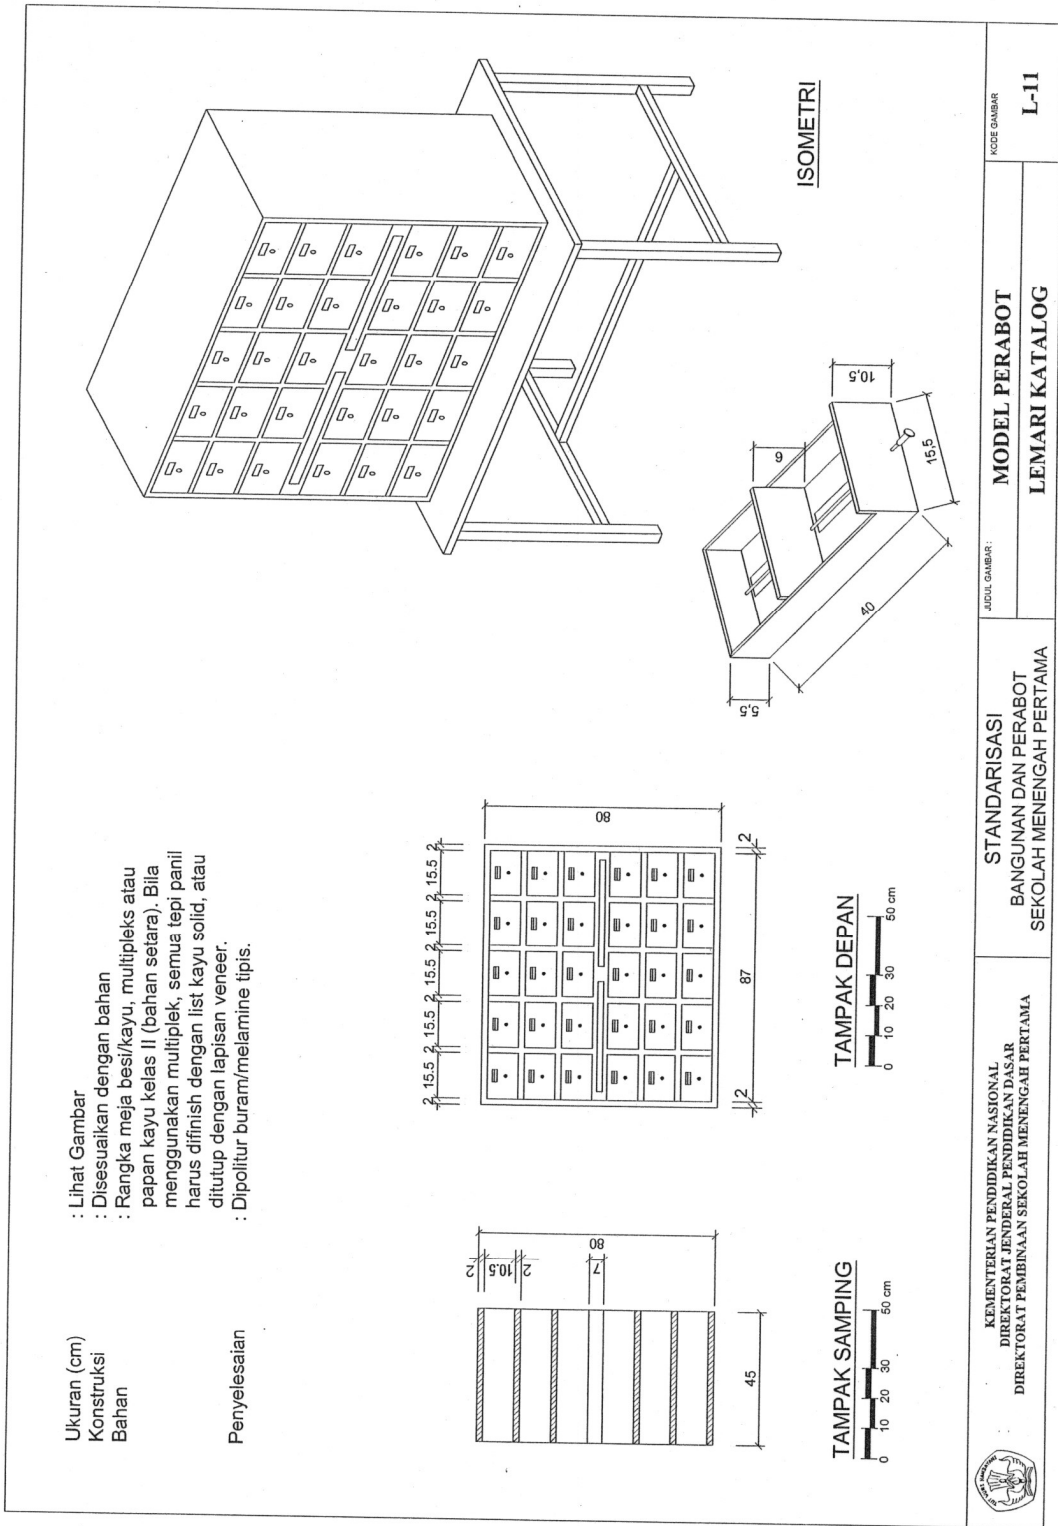 Ukuran (cm) : Lihat Gambar
Konstruksi : Disesuaikan dengan bahan
Bahan : Rangka meja besi/kayu, multipleks atau
papan kayu kelas II (bahan setara). Bila
menggunakan multiplek, semua tepi panil
harus difinish dengan list kayu solid, atau
ditutup dengan lapisan veneer.
Penyelesaian : Dipolitur buram/melamine tipis.
ISOMETRI
2
10.5
2
7
80
45
TAMPAK SAMPING
0 10 20 30 50 cm
2 15.5 2 15.5 2 15.5 2 15.5 2 15.5 2
80
2 87 2
TAMPAK DEPAN
0 10 20 30 50 cm
5,5
40
6
10,5
15,5
KEMENTERIAN PENDIDIKAN NASIONAL
DIREKTORAT JENDERAL PENDIDIKAN DASAR
DIREKTORAT PEMBINAAN SEKOLAH MENENGAH PERTAMA
STANDARISASI
BANGUNAN DAN PERABOT
SEKOLAH MENENGAH PERTAMA
JUDUL GAMBAR :
MODEL PERABOT
LEMARI KATALOG
KODE GAMBAR
L-11